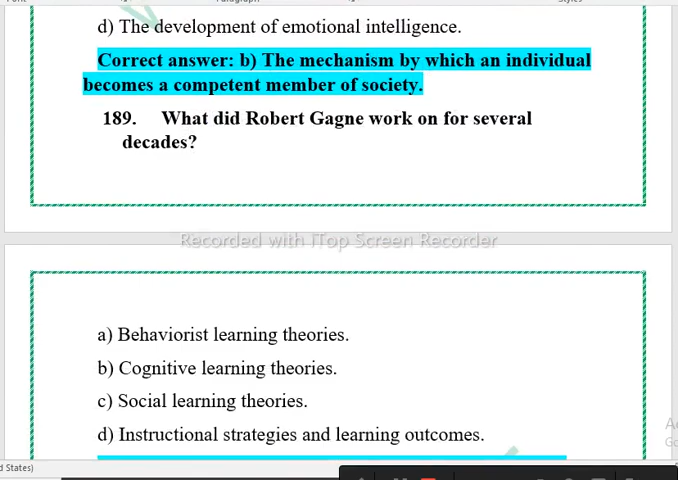 d) The development of emotional intelligence.
Correct answer: b) The mechanism by which an individual
becomes a competent member of society.
189. What did Robert Gagne work on for several
decades?
Recorded with iTop Screen Recorder
a) Behaviorist learning theories.
b) Cognitive learning theories.
c) Social learning theories.
d) Instructional strategies and learning outcomes.
d States)